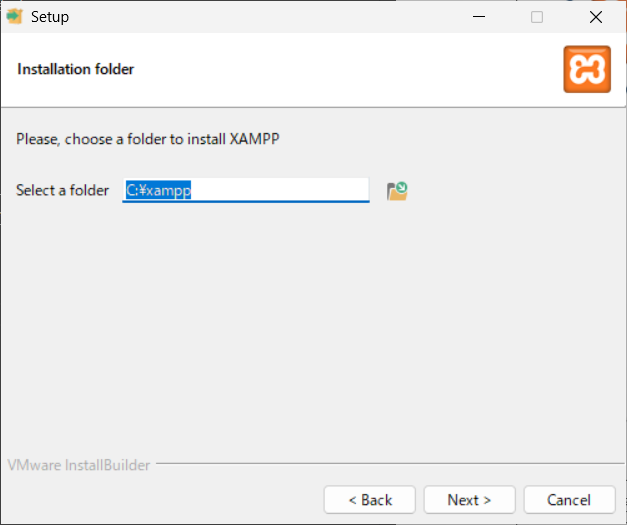 Setup
Installation folder
Please, choose a folder to install XAMPP
Select a folder C:¥xampp
VMware InstallBuilder
< Back Next > Cancel